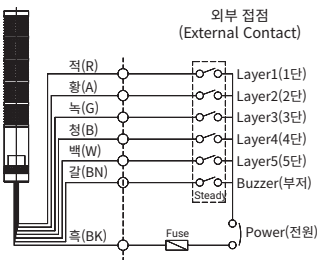 외부 접점
(External Contact)
적(R)
Layer1(1단)
황(A)
Layer2(2단)
녹(G)
Layer3(3단)
청(B)
Layer4(4단)
백(W)
Layer5(5단)
갈(BN)
Buzzer(부저)
Steady
흑(BK)
Fuse
Power(전원)